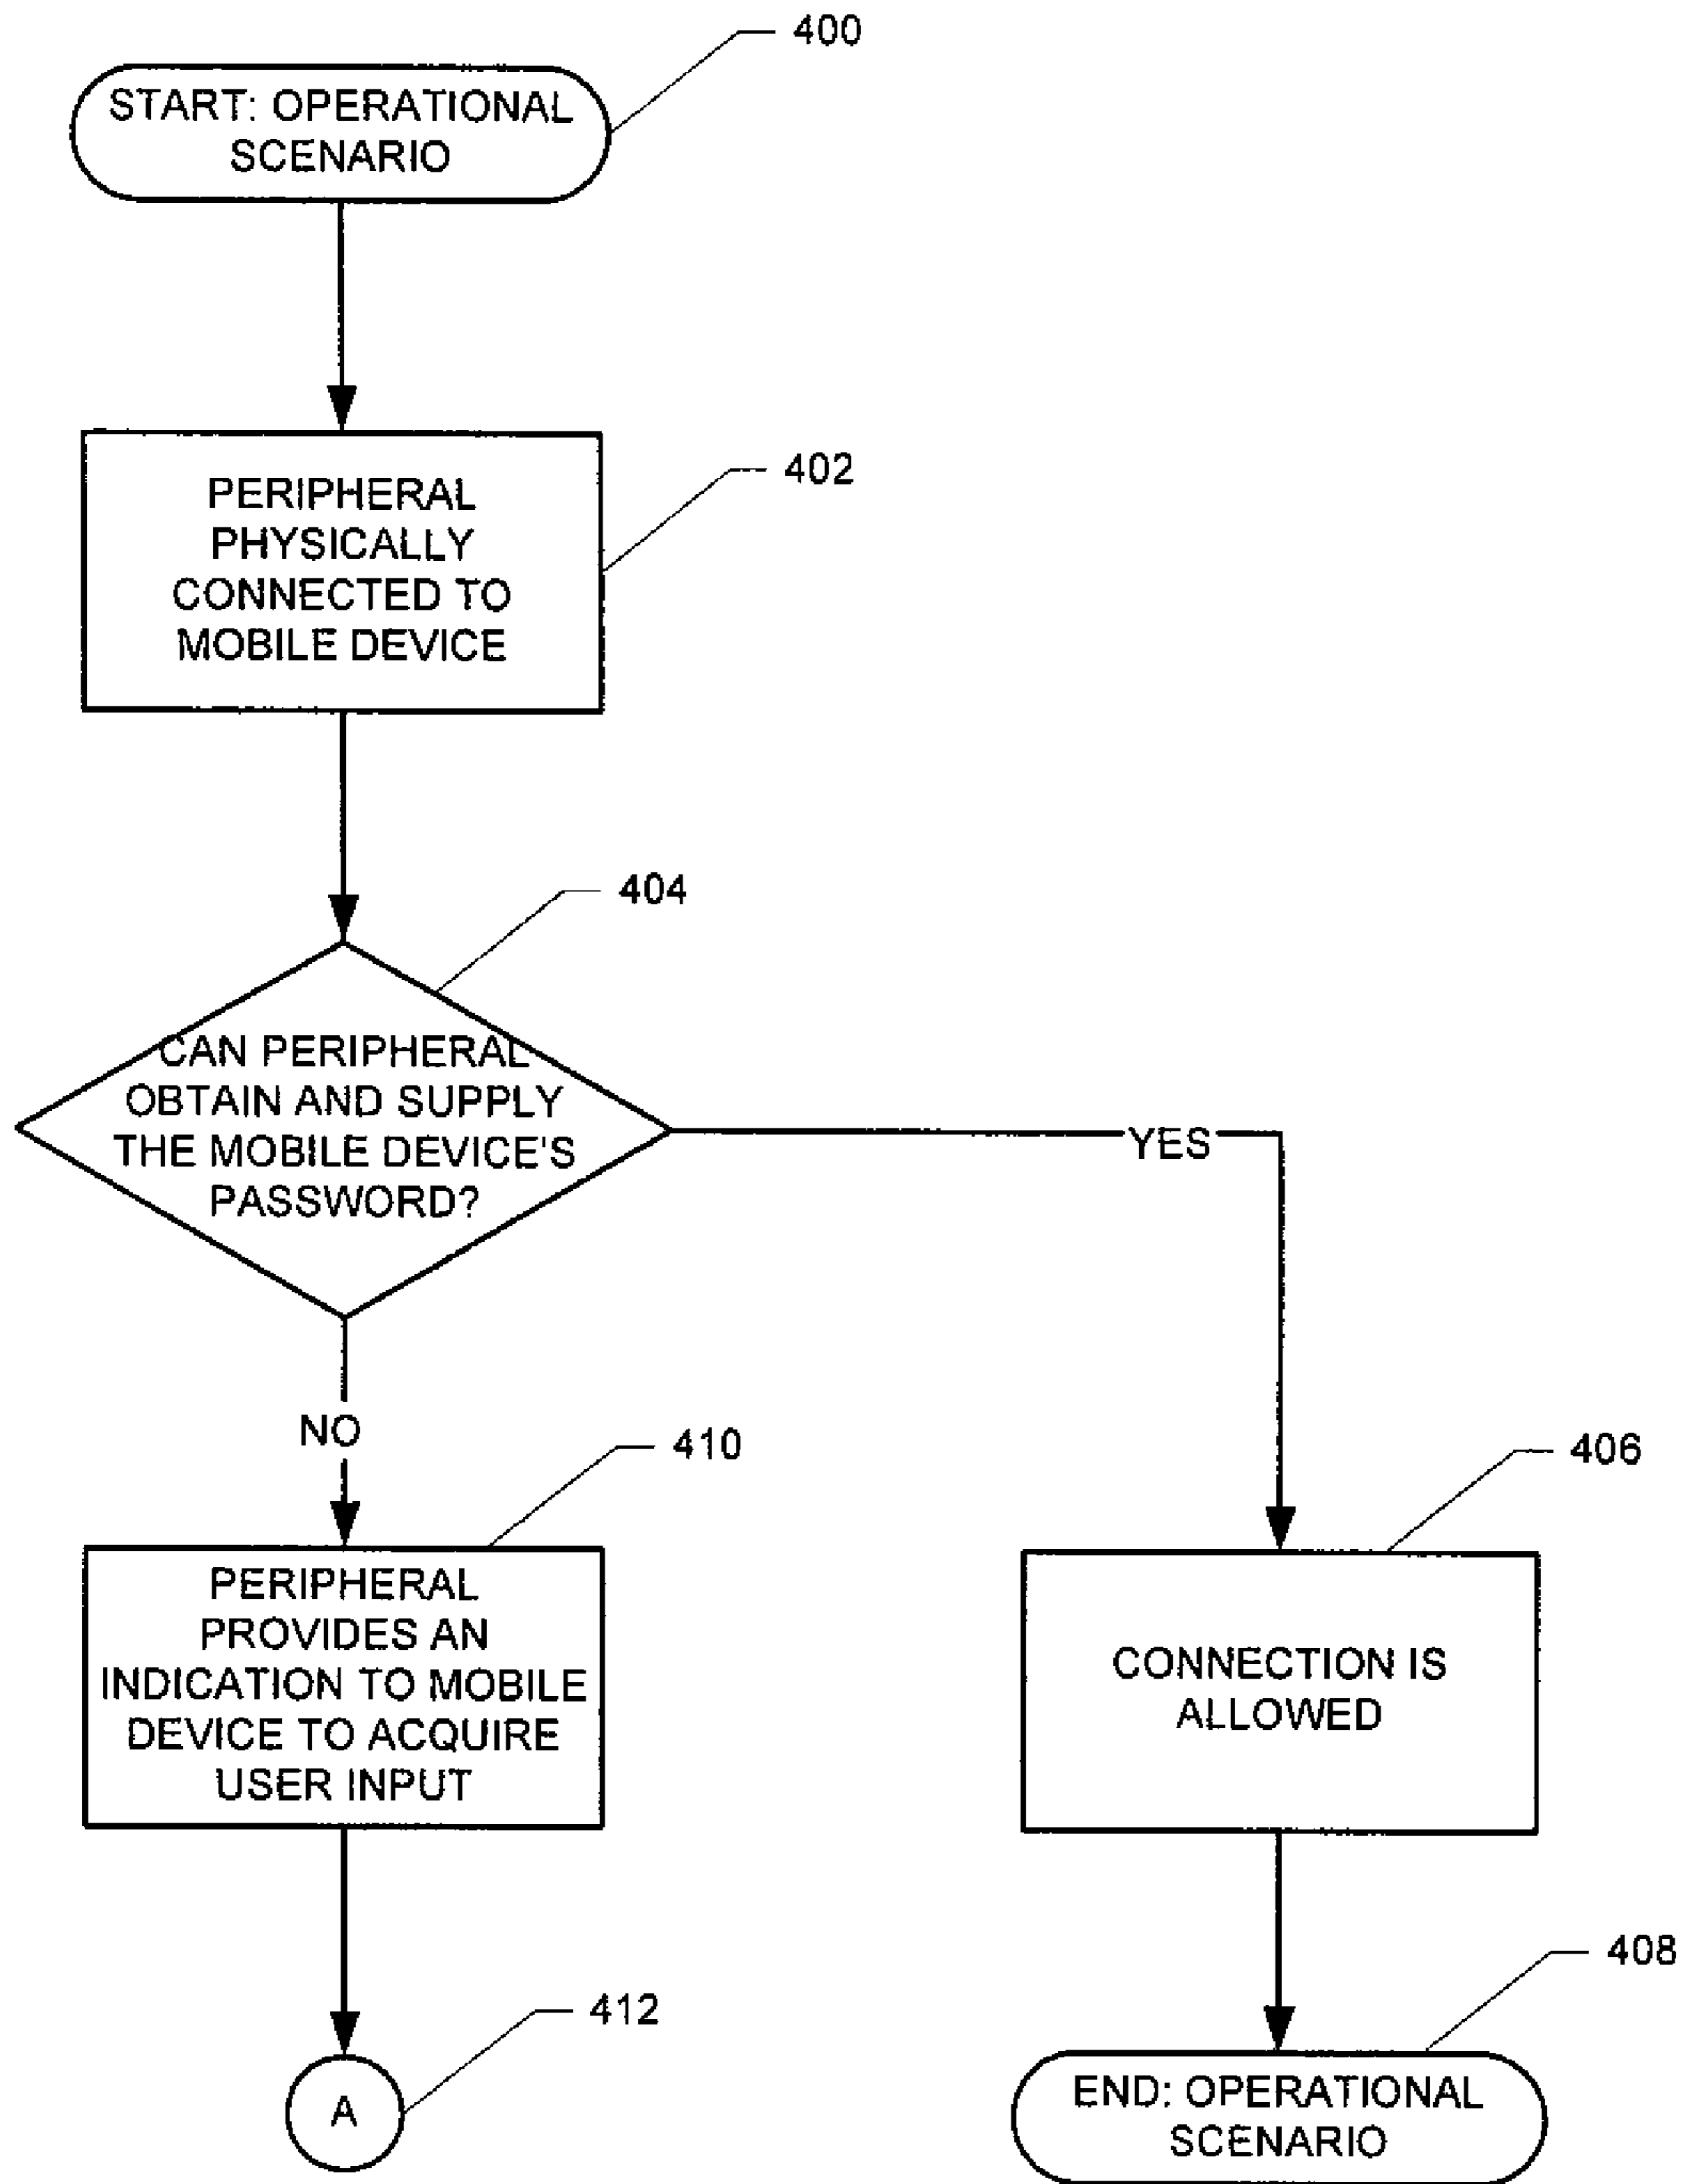 400
START: OPERATIONAL
SCENARIO
402
PERIPHERAL
PHYSICALLY
CONNECTED TO
MOBILE DEVICE
404
CAN PERIPHERAL
OBTAIN AND SUPPLY
THE MOBILE DEVICE'S
PASSWORD?
YES
NO
410
PERIPHERAL
PROVIDES AN
INDICATION TO MOBILE
DEVICE TO ACQUIRE
USER INPUT
406
CONNECTION IS
ALLOWED
412
A
408
END: OPERATIONAL
SCENARIO